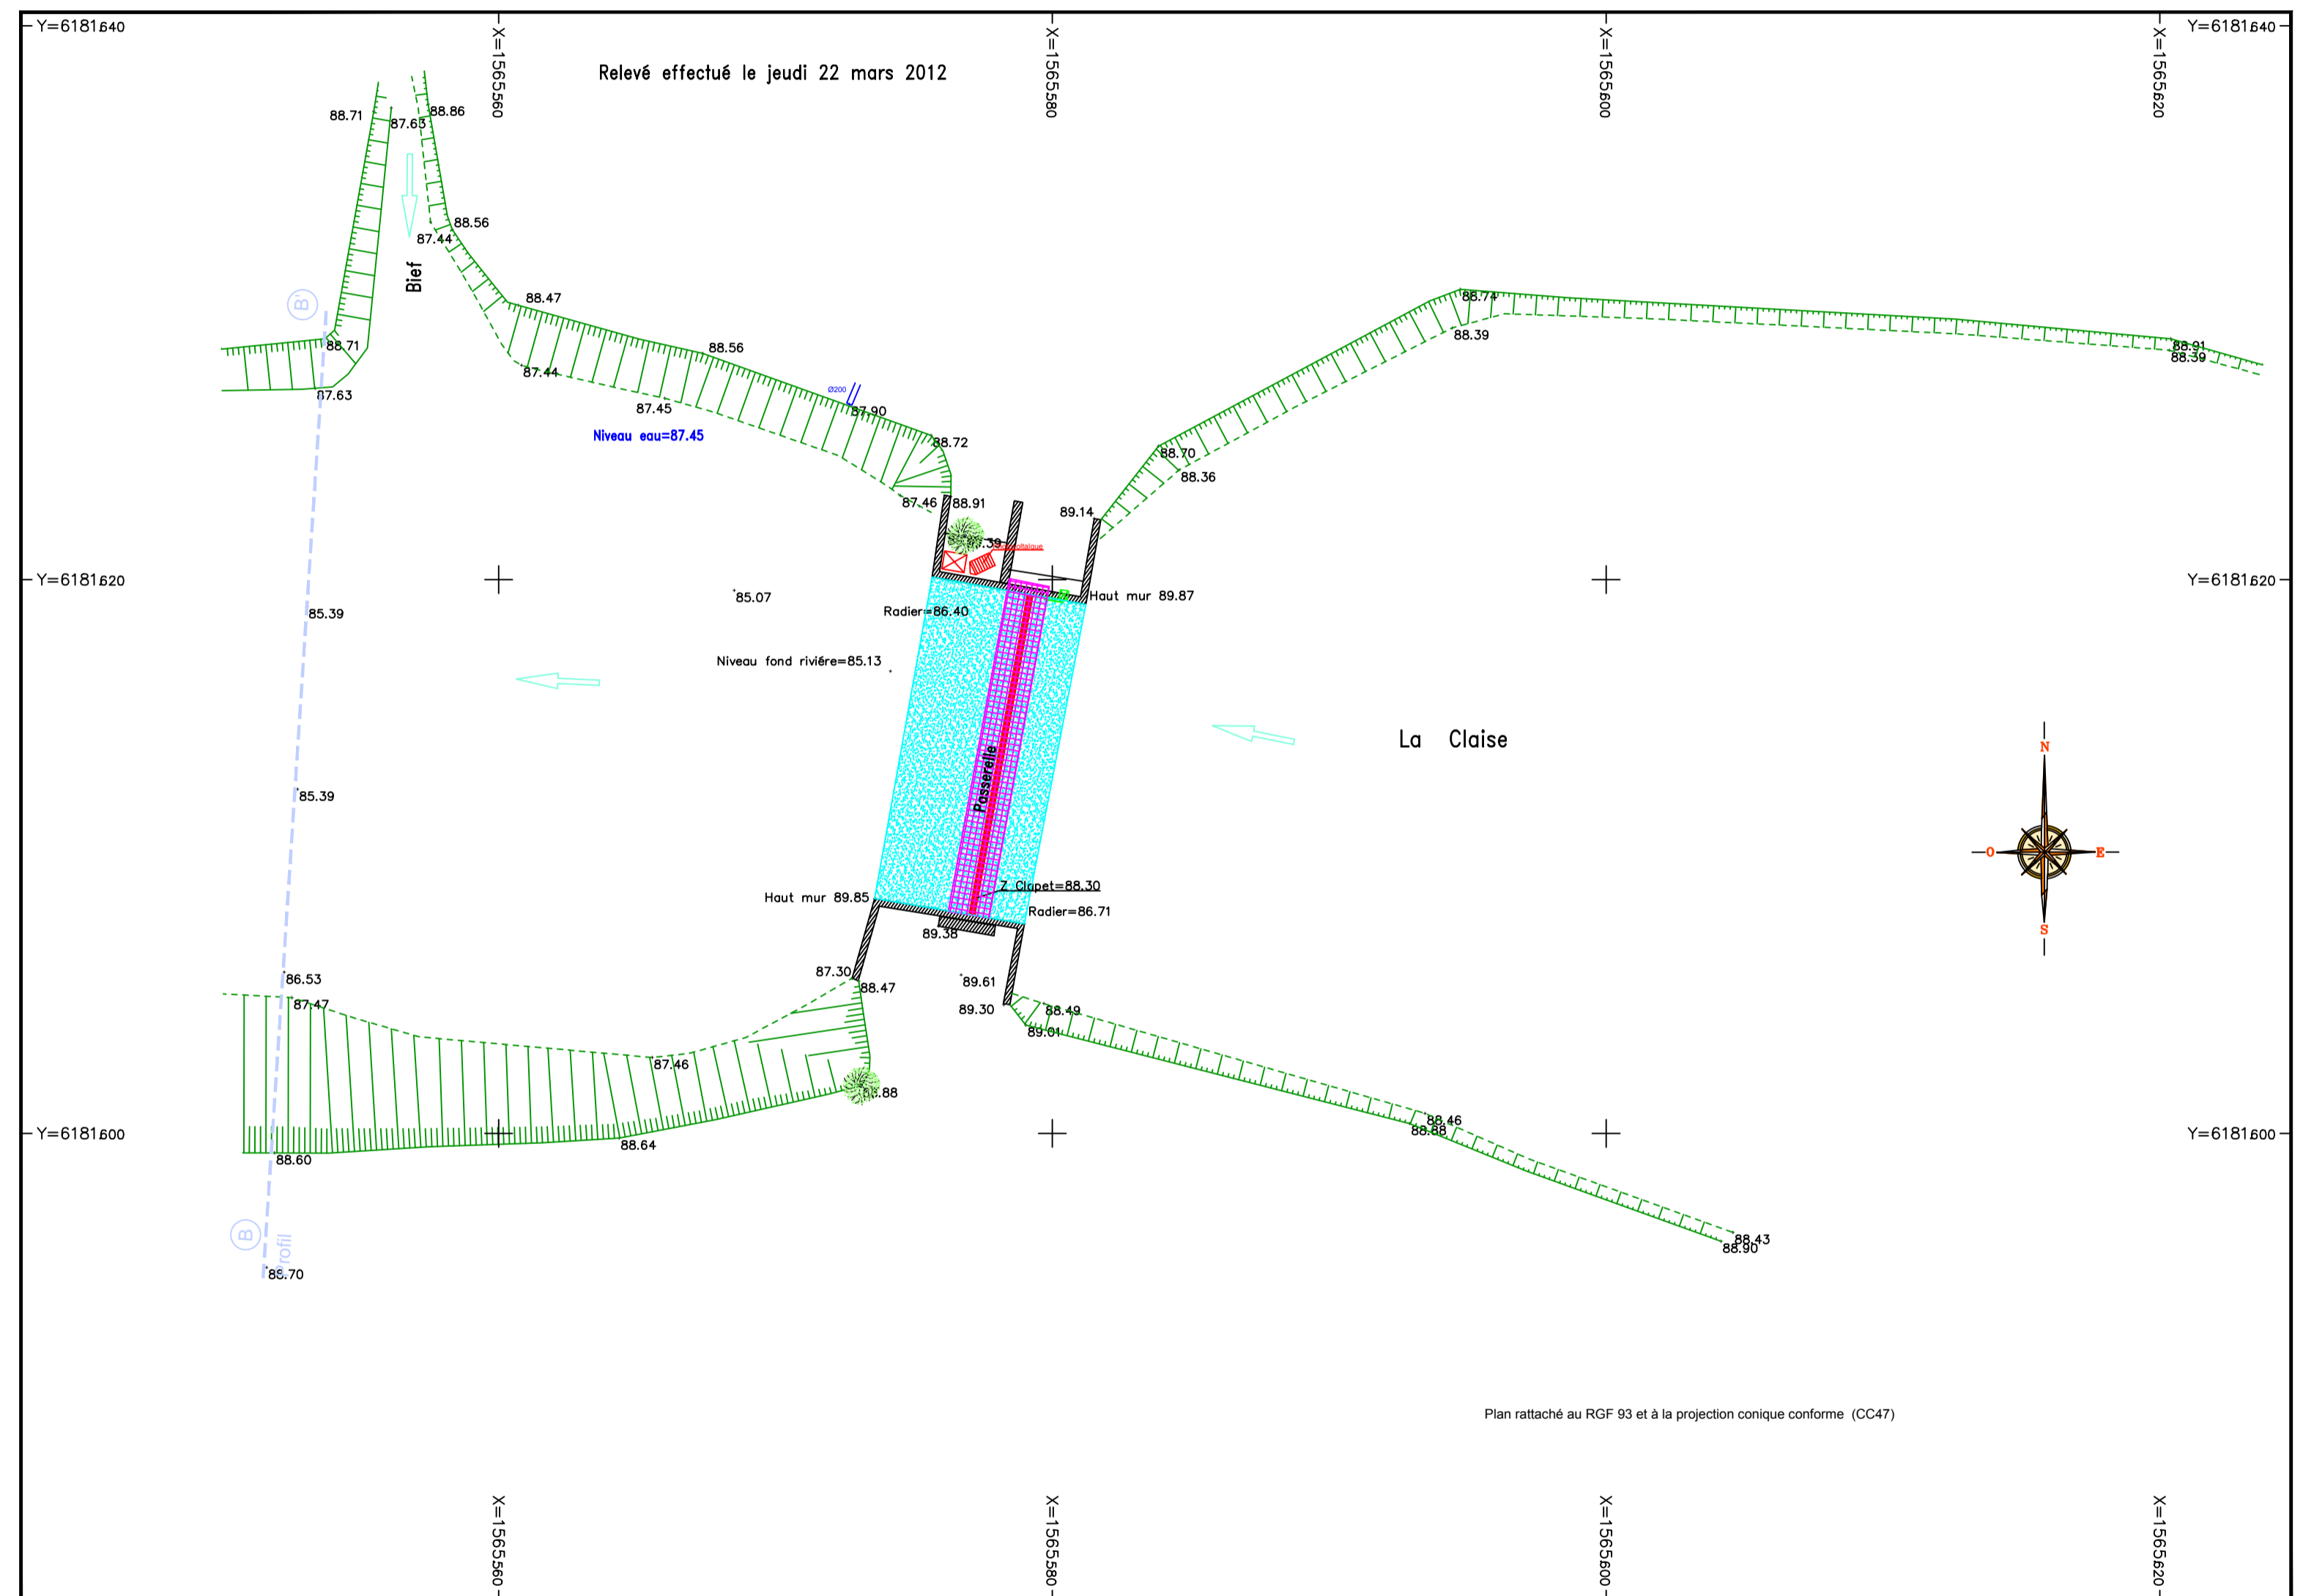 Y=6181640
X=1565560
X=1565580
X=1565600
X=1565620
Y=6181640
Relevé effectué le jeudi 22 mars 2012
88.71
87.63
88.86
88.56
87.44
Bief
B'
88.47
88.74
88.71
88.56
88.39
88.91
88.39
87.44
87.63
Ø200
87.45
87.90
Niveau eau=87.45
88.72
88.70
88.36
87.46
88.91
89.14
Y=6181620
Haut mur 89.87
Y=6181620
85.07
Radier=86.40
85.39
Niveau fond riviére=85.13
La Claise
N
Passerelle
85.39
O
E
Z Clapet=88.30
Haut mur 89.85
Radier=86.71
89.38
S
87.30
86.53
89.61
88.47
87.47
89.30
88.49
89.01
87.46
88.46
88.88
Y=6181600
Y=6181600
88.64
88.60
B
Profil
88.43
88.90
88.70
Plan rattaché au RGF 93 et à la projection conique conforme (CC47)
X=1565560
X=1565580
X=1565600
X=1565620